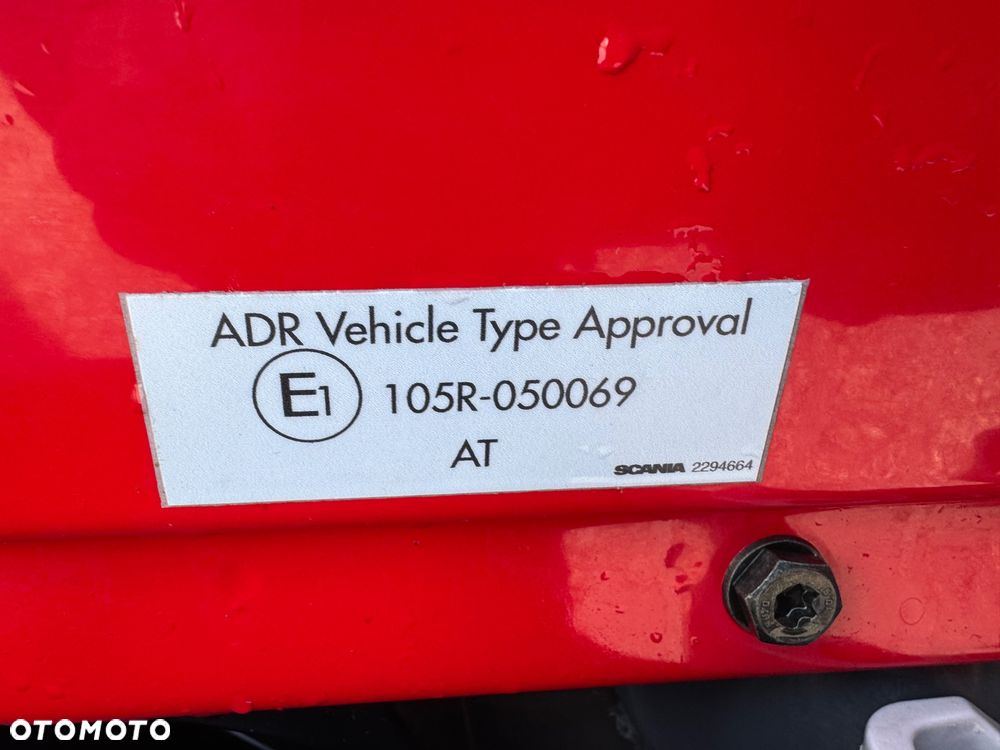 ADR Vehicle Type Approval
E1 105R-050069
AT
SCANIA 2294664
OTOMOTO